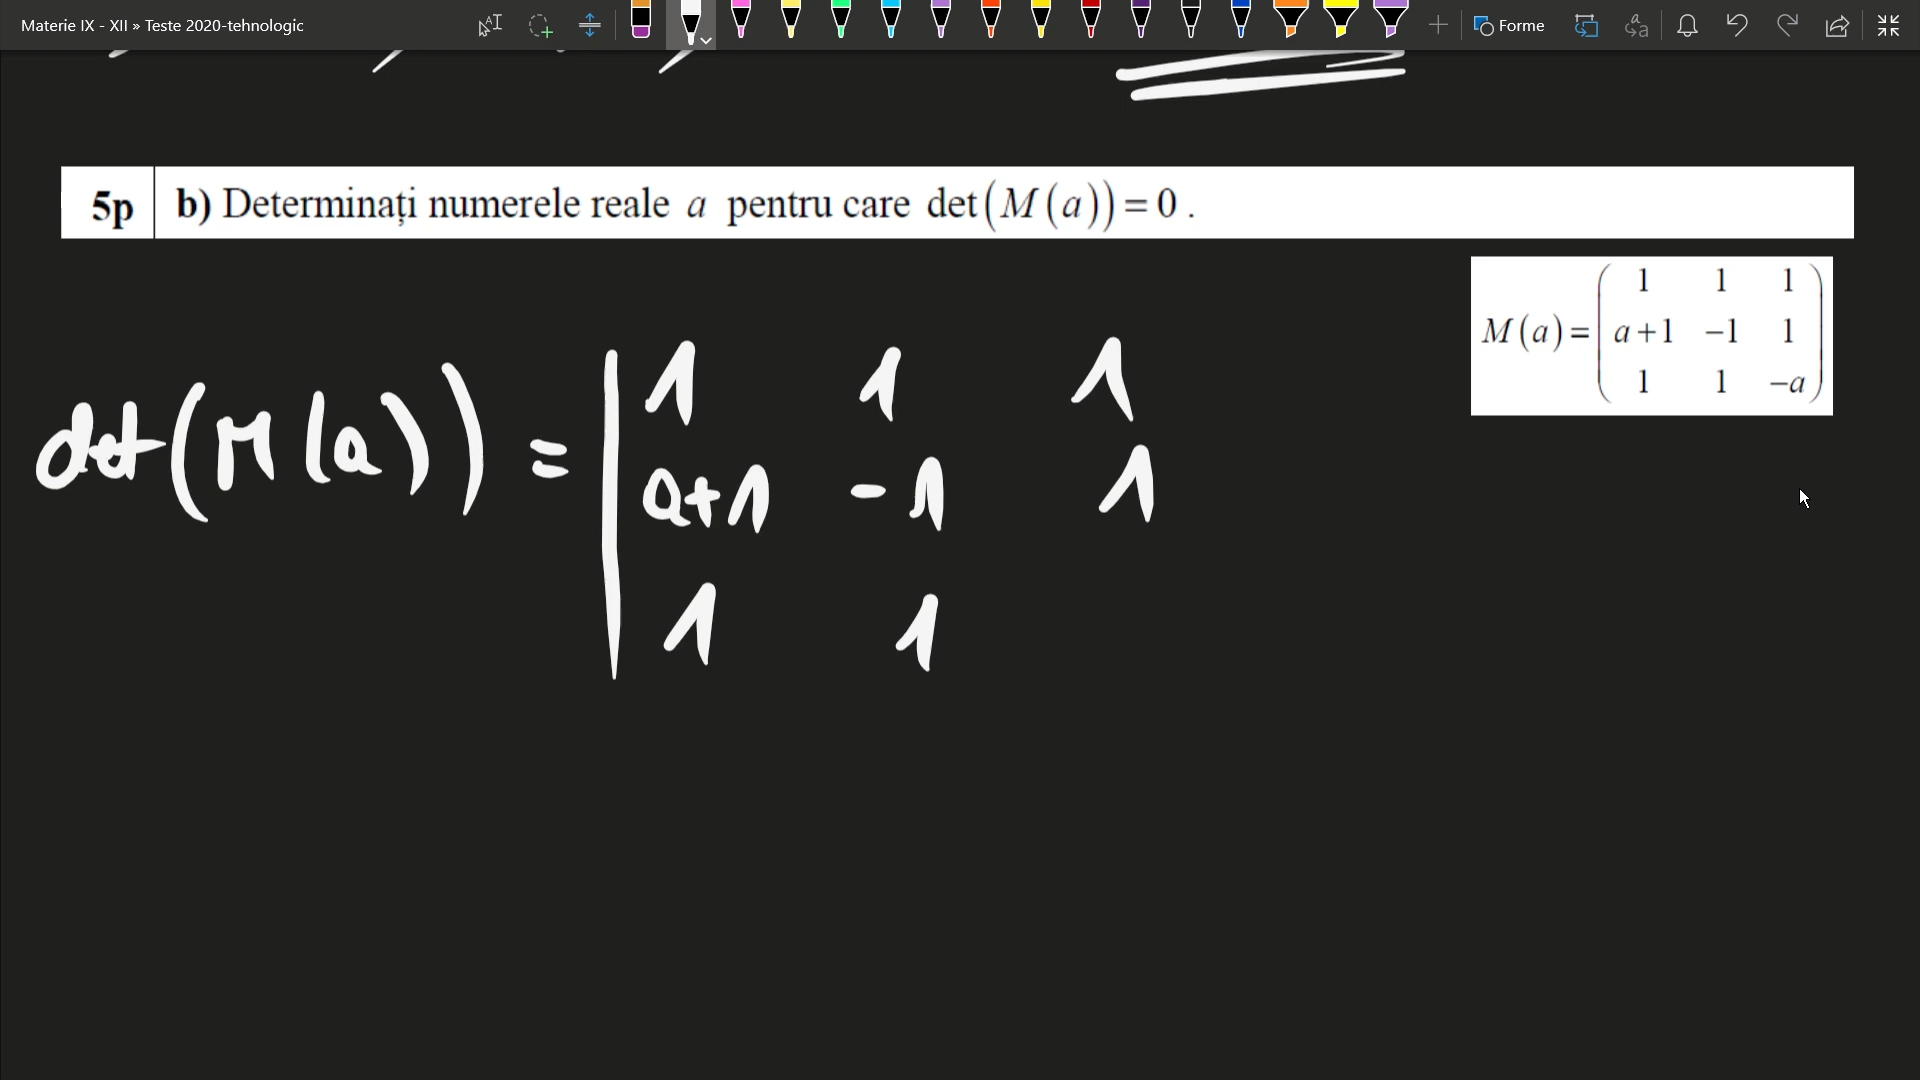 Materie IX - XII » Teste 2020-tehnologic
Forme
5p b) Determinați numerele reale a pentru care det(M(a)) = 0 .
M(a) =
1 1 1
a+1 −1 1
1 1 −a
det(M(a)) =
1 1 1
a+1 -1 1
1 1